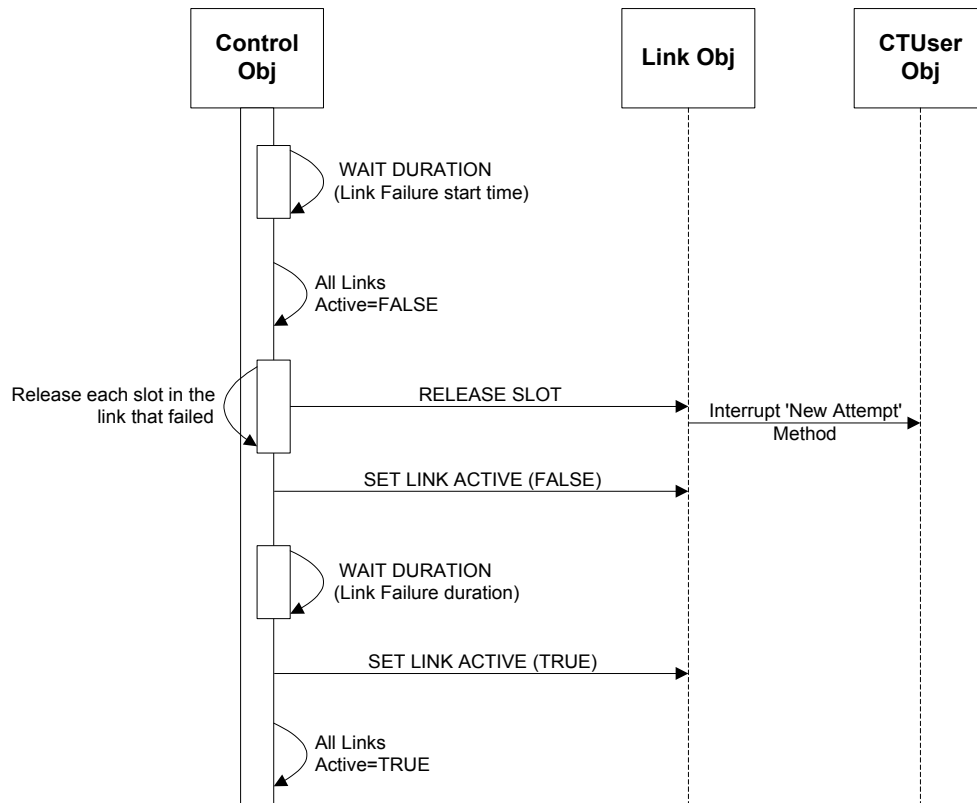 Control
Obj
Link Obj
CTUser
Obj
WAIT DURATION
(Link Failure start time)
All Links
Active=FALSE
Release each slot in the
link that failed
RELEASE SLOT
Interrupt 'New Attempt'
Method
SET LINK ACTIVE (FALSE)
WAIT DURATION
(Link Failure duration)
SET LINK ACTIVE (TRUE)
All Links
Active=TRUE